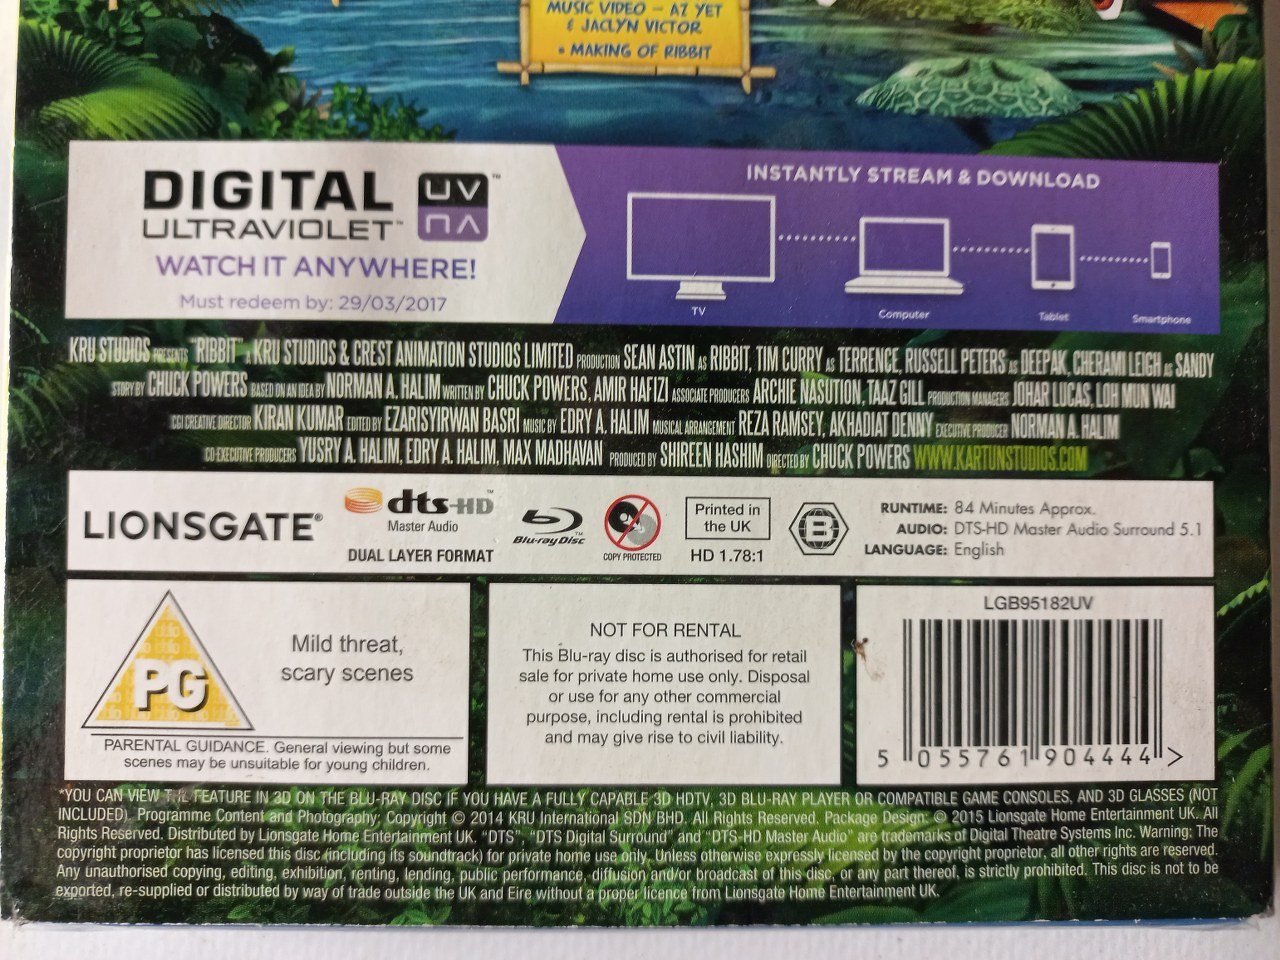 MUSIC VIDEO – AZ YET
& JACLYN VICTOR
• MAKING OF RIBBIT
DIGITAL
ULTRAVIOLET™
UV™
WATCH IT ANYWHERE!
Must redeem by: 29/03/2017
INSTANTLY STREAM & DOWNLOAD
TV
Computer
Tablet
Smartphone
KRU STUDIOS PRESENTS "RIBBIT" A KRU STUDIOS & CREST ANIMATION STUDIOS LIMITED PRODUCTION SEAN ASTIN AS RIBBIT, TIM CURRY AS TERRENCE, RUSSELL PETERS AS DEEPAK, CHERAMI LEIGH AS SANDY
STORY BY CHUCK POWERS BASED ON AN IDEA BY NORMAN A. HALIM WRITTEN BY CHUCK POWERS, AMIR HAFIZI ASSOCIATE PRODUCERS ARCHIE NASUTION, TAAZ GILL PRODUCTION MANAGERS JOHAR LUCAS, LOH MUN WAI
CGI CREATIVE DIRECTOR KIRAN KUMAR EDITED BY EZARISYIRWAN BASRI MUSIC BY EDRY A. HALIM MUSICAL ARRANGEMENT REZA RAMSEY, AKHADIAT DENNY EXECUTIVE PRODUCER NORMAN A. HALIM
CO-EXECUTIVE PRODUCERS YUSRY A. HALIM, EDRY A. HALIM, MAX MADHAVAN PRODUCED BY SHIREEN HASHIM DIRECTED BY CHUCK POWERS WWW.KARTUNSTUDIOS.COM
LIONSGATE®
dts-HD™
Master Audio
DUAL LAYER FORMAT
Blu-ray Disc™
COPY PROTECTED
Printed in
the UK
HD 1.78:1
B
RUNTIME: 84 Minutes Approx.
AUDIO: DTS-HD Master Audio Surround 5.1
LANGUAGE: English
PG
Mild threat,
scary scenes
PARENTAL GUIDANCE. General viewing but some
scenes may be unsuitable for young children.
NOT FOR RENTAL
This Blu-ray disc is authorised for retail
sale for private home use only. Disposal
or use for any other commercial
purpose, including rental is prohibited
and may give rise to civil liability.
LGB95182UV
5 055761 904444 >
*YOU CAN VIEW THE FEATURE IN 3D ON THE BLU-RAY DISC IF YOU HAVE A FULLY CAPABLE 3D HDTV, 3D BLU-RAY PLAYER OR COMPATIBLE GAME CONSOLES, AND 3D GLASSES (NOT
INCLUDED). Programme Content and Photography: Copyright © 2014 KRU International SDN BHD. All Rights Reserved. Package Design: © 2015 Lionsgate Home Entertainment UK. All
Rights Reserved. Distributed by Lionsgate Home Entertainment UK. "DTS", "DTS Digital Surround" and "DTS-HD Master Audio" are trademarks of Digital Theatre Systems Inc. Warning: The
copyright proprietor has licensed this disc (including its soundtrack) for private home use only. Unless otherwise expressly licensed by the copyright proprietor, all other rights are reserved.
Any unauthorised copying, editing, exhibition, renting, lending, public performance, diffusion and/or broadcast of this disc, or any part thereof, is strictly prohibited. This disc is not to be
exported, re-supplied or distributed by way of trade outside the UK and Eire without a proper licence from Lionsgate Home Entertainment UK.